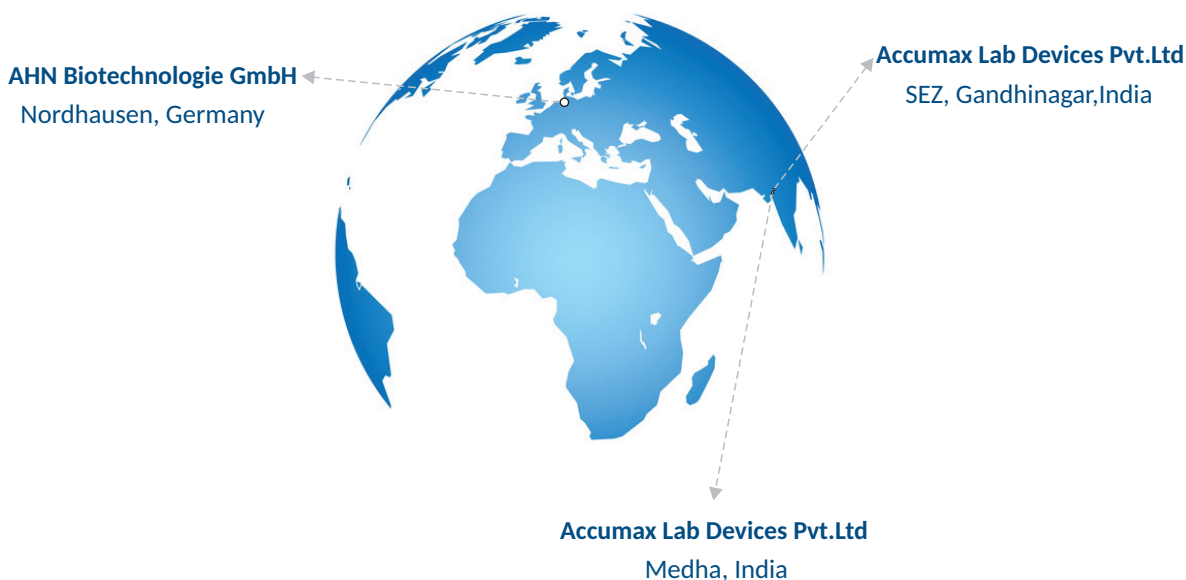 AHN Biotechnologie GmbH
Nordhausen, Germany
Accumax Lab Devices Pvt.Ltd
SEZ, Gandhinagar,India
Accumax Lab Devices Pvt.Ltd
Medha, India